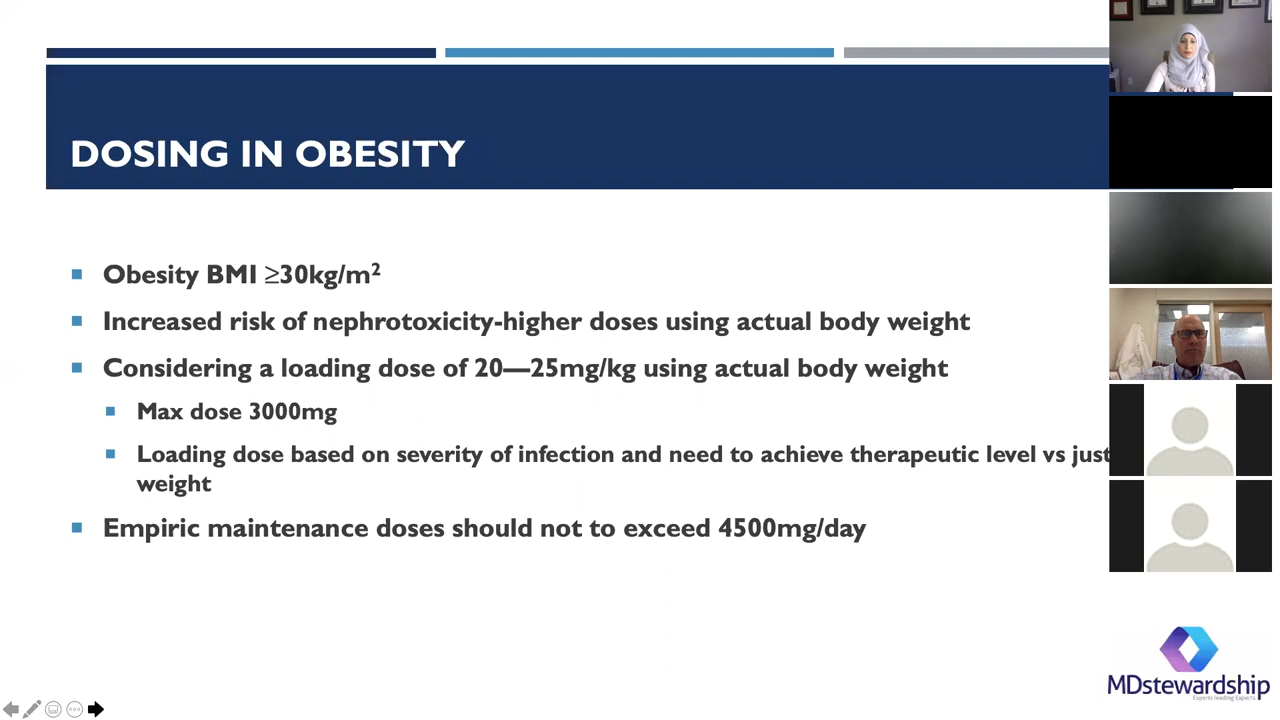 DOSING IN OBESITY
Obesity BMI ≥30kg/m²
Increased risk of nephrotoxicity-higher doses using actual body weight
Considering a loading dose of 20—25mg/kg using actual body weight
Max dose 3000mg
Loading dose based on severity of infection and need to achieve therapeutic level vs just
weight
Empiric maintenance doses should not to exceed 4500mg/day
MDstewardship
Experts leading Experts